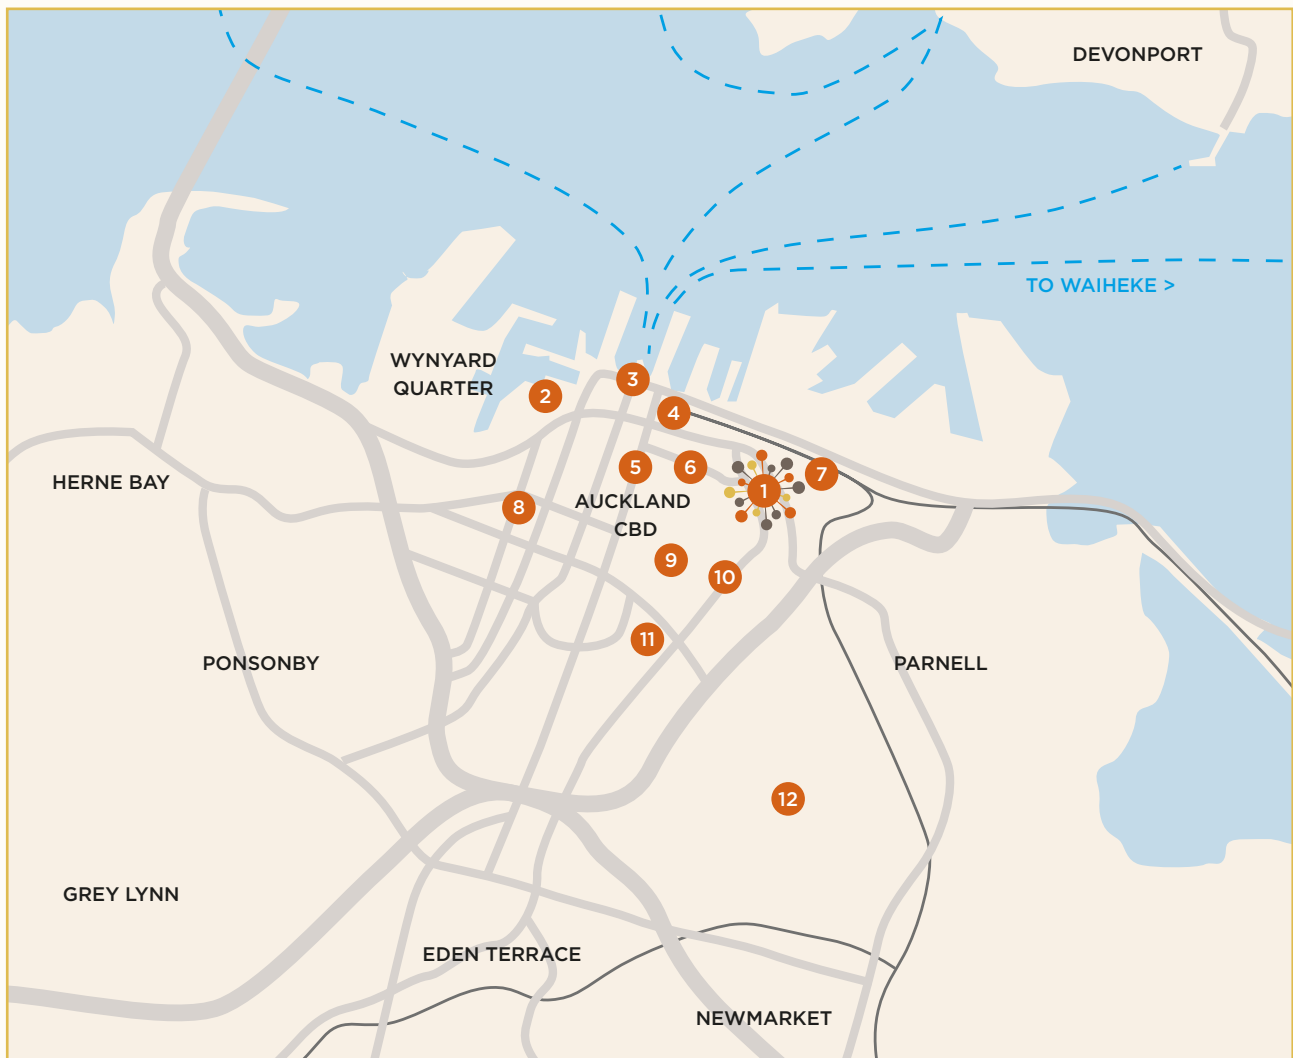 DEVONPORT
TO WAIHEKE >
WYNYARD
QUARTER
2
3
4
HERNE BAY
5
6
7
1
8
AUCKLAND
CBD
9
10
11
PONSONBY
PARNELL
12
GREY LYNN
EDEN TERRACE
NEWMARKET